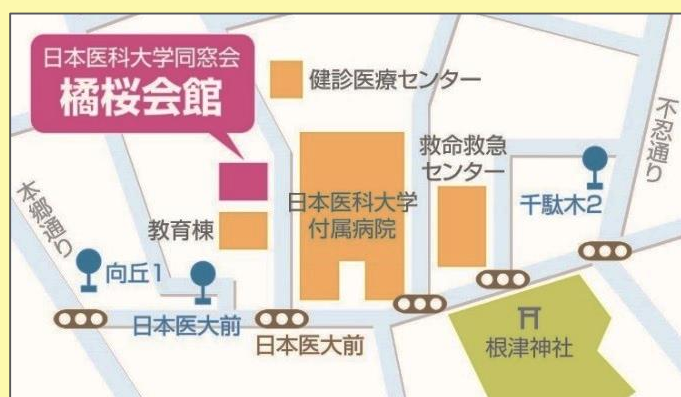 日本医科大学同窓会
橘桜会館
健診医療センター
救命救急
センター
不忍通り
千駄木2
日本医科大学
付属病院
教育棟
本郷通り
向丘1
日本医大前
日本医大前
根津神社